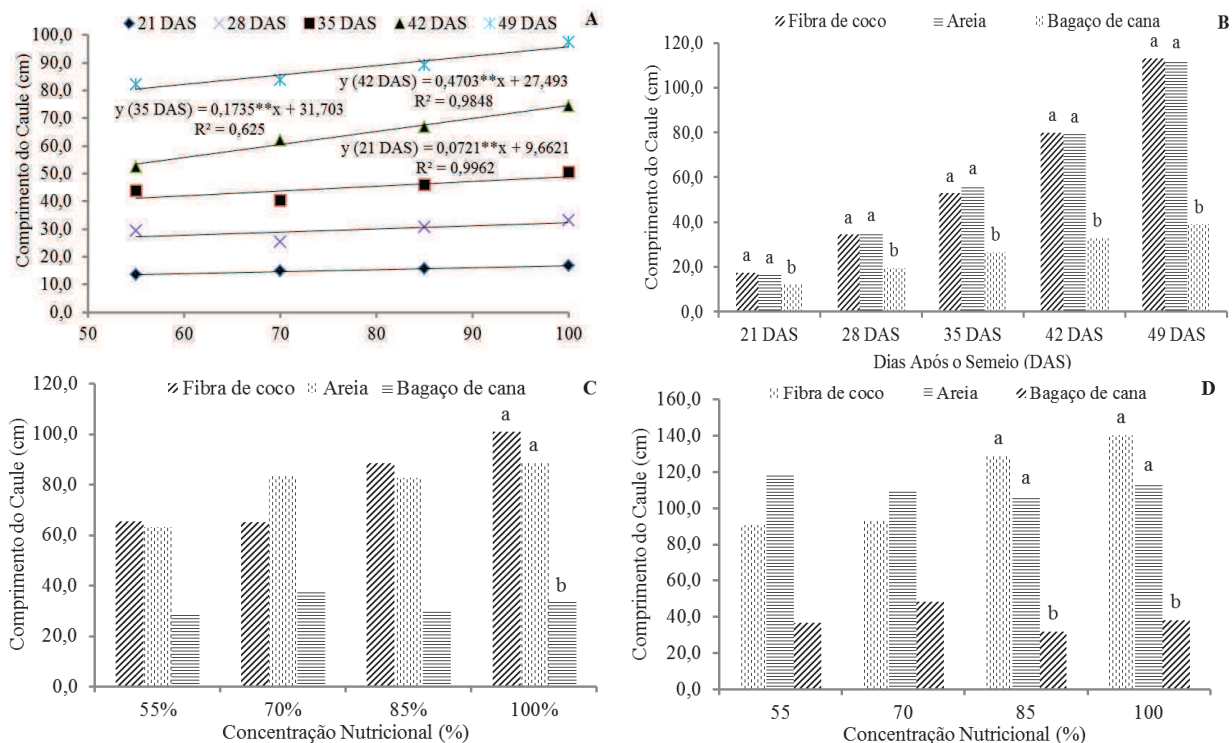 21 DAS 28 DAS 35 DAS 42 DAS 49 DAS A
Comprimento do Caule (cm)
100,0
90,0
80,0
70,0
60,0
50,0
40,0
30,0
20,0
10,0
0,0
y (42 DAS) = 0,4703**x + 27,493
R² = 0,9848
y (35 DAS) = 0,1735**x + 31,703
R² = 0,625
y (21 DAS) = 0,0721**x + 9,6621
R² = 0,9962
50 60 70 80 90 100
Fibra de coco Areia Bagaço de cana
B
Comprimento do Caule (cm)
120,0
100,0
80,0
60,0
40,0
20,0
0,0
a a b
a a b
a a b
a a b
a a b
21 DAS 28 DAS 35 DAS 42 DAS 49 DAS
Dias Após o Semeio (DAS)
Fibra de coco Areia Bagaço de cana C
Comprimento do Caule (cm)
120,0
100,0
80,0
60,0
40,0
20,0
0,0
a a b
55% 70% 85% 100%
Concentração Nutricional (%)
Fibra de coco Areia Bagaço de cana D
Comprimento do Caule (cm)
160,0
140,0
120,0
100,0
80,0
60,0
40,0
20,0
0,0
a a b
a a b
55 70 85 100
Concentração Nutricional (%)